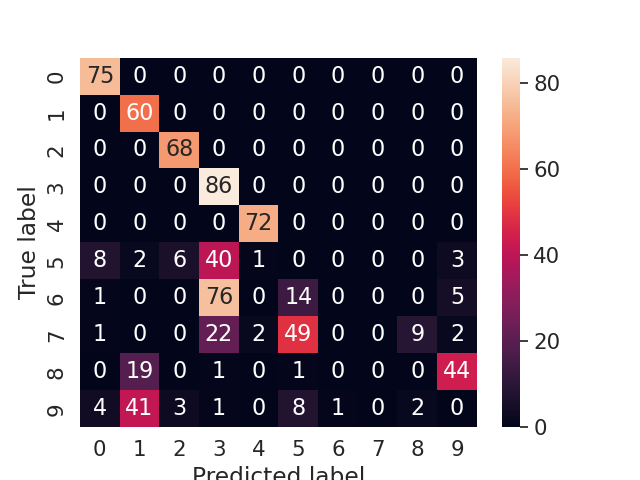 0 75 0 0 0 0 0 0 0 0 0
1 0 60 0 0 0 0 0 0 0 0
2 0 0 68 0 0 0 0 0 0 0
3 0 0 0 86 0 0 0 0 0 0
4 0 0 0 0 72 0 0 0 0 0
5 8 2 6 40 1 0 0 0 0 3
6 1 0 0 76 0 14 0 0 0 5
7 1 0 0 22 2 49 0 0 9 2
8 0 19 0 1 0 1 0 0 0 44
9 4 41 3 1 0 8 1 0 2 0
0 1 2 3 4 5 6 7 8 9
Predicted label
True label
80
60
40
20
0